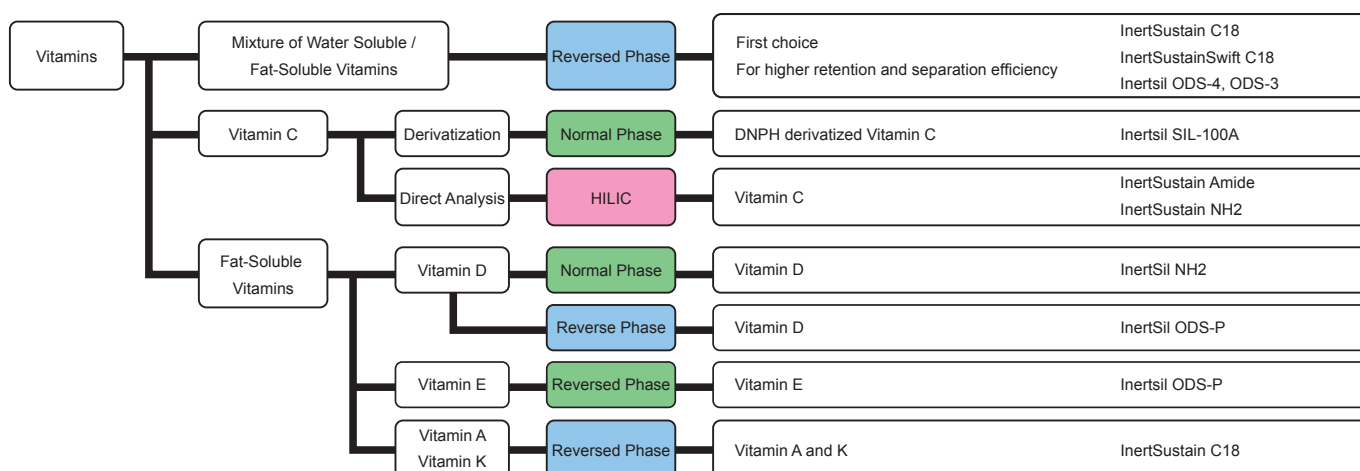 Vitamins
Mixture of Water Soluble /
Fat-Soluble Vitamins
Reversed Phase
First choice
For higher retention and separation efficiency
InertSustain C18
InertSustainSwift C18
Inertsil ODS-4, ODS-3
Vitamin C
Derivatization
Normal Phase
DNPH derivatized Vitamin C
Inertsil SIL-100A
Direct Analysis
HILIC
Vitamin C
InertSustain Amide
InertSustain NH2
Fat-Soluble
Vitamins
Vitamin D
Normal Phase
Vitamin D
InertSil NH2
Reverse Phase
Vitamin D
InertSil ODS-P
Vitamin E
Reversed Phase
Vitamin E
Inertsil ODS-P
Vitamin A
Vitamin K
Reversed Phase
Vitamin A and K
InertSustain C18